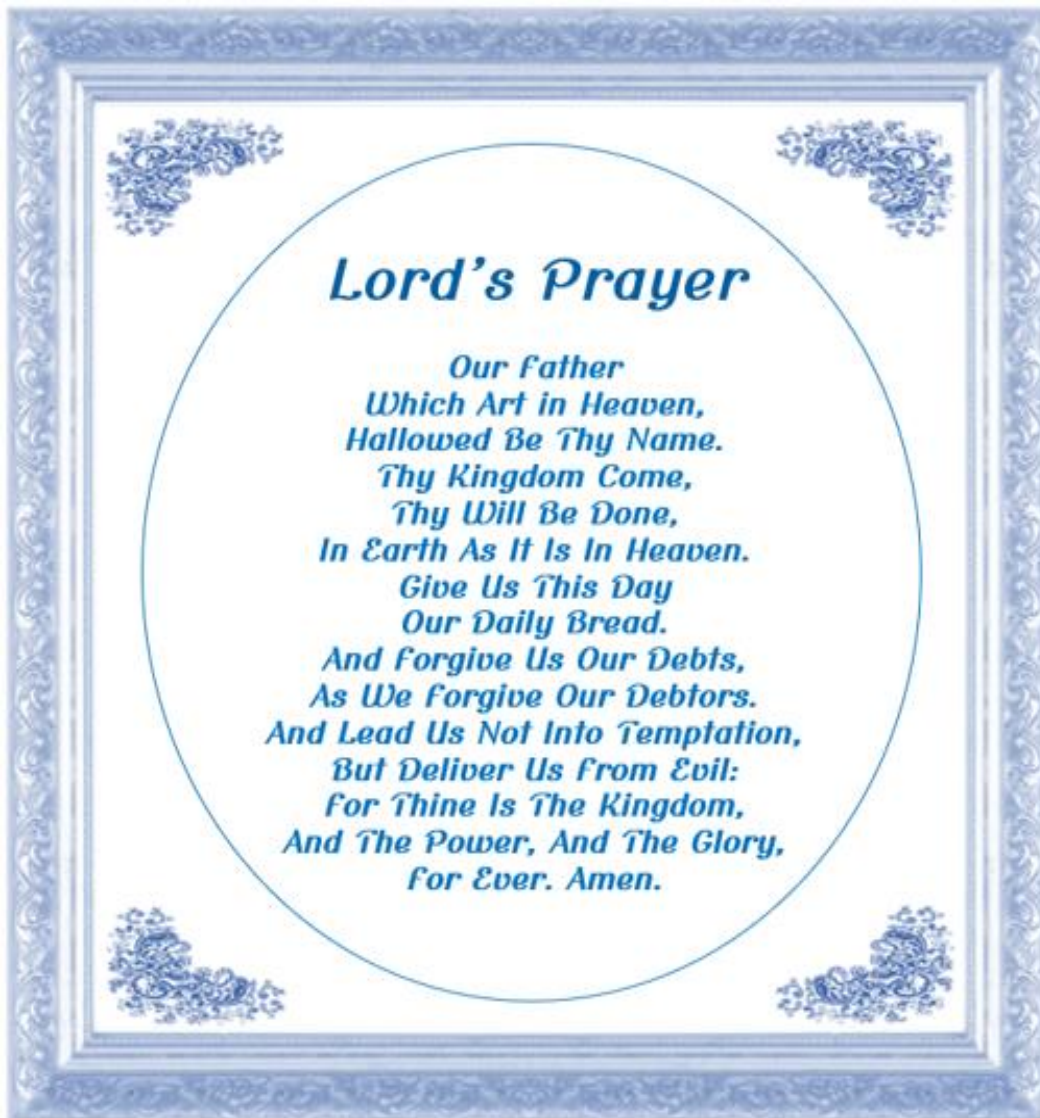 Lord's Prayer
Our Father
Which Art in Heaven,
Hallowed Be Thy Name.
Thy Kingdom Come,
Thy Will Be Done,
In Earth As It Is In Heaven.
Give Us This Day
Our Daily Bread.
And Forgive Us Our Debts,
As We Forgive Our Debtors.
And Lead Us Not Into Temptation,
But Deliver Us From Evil:
For Thine Is The Kingdom,
And The Power, And The Glory,
For Ever. Amen.